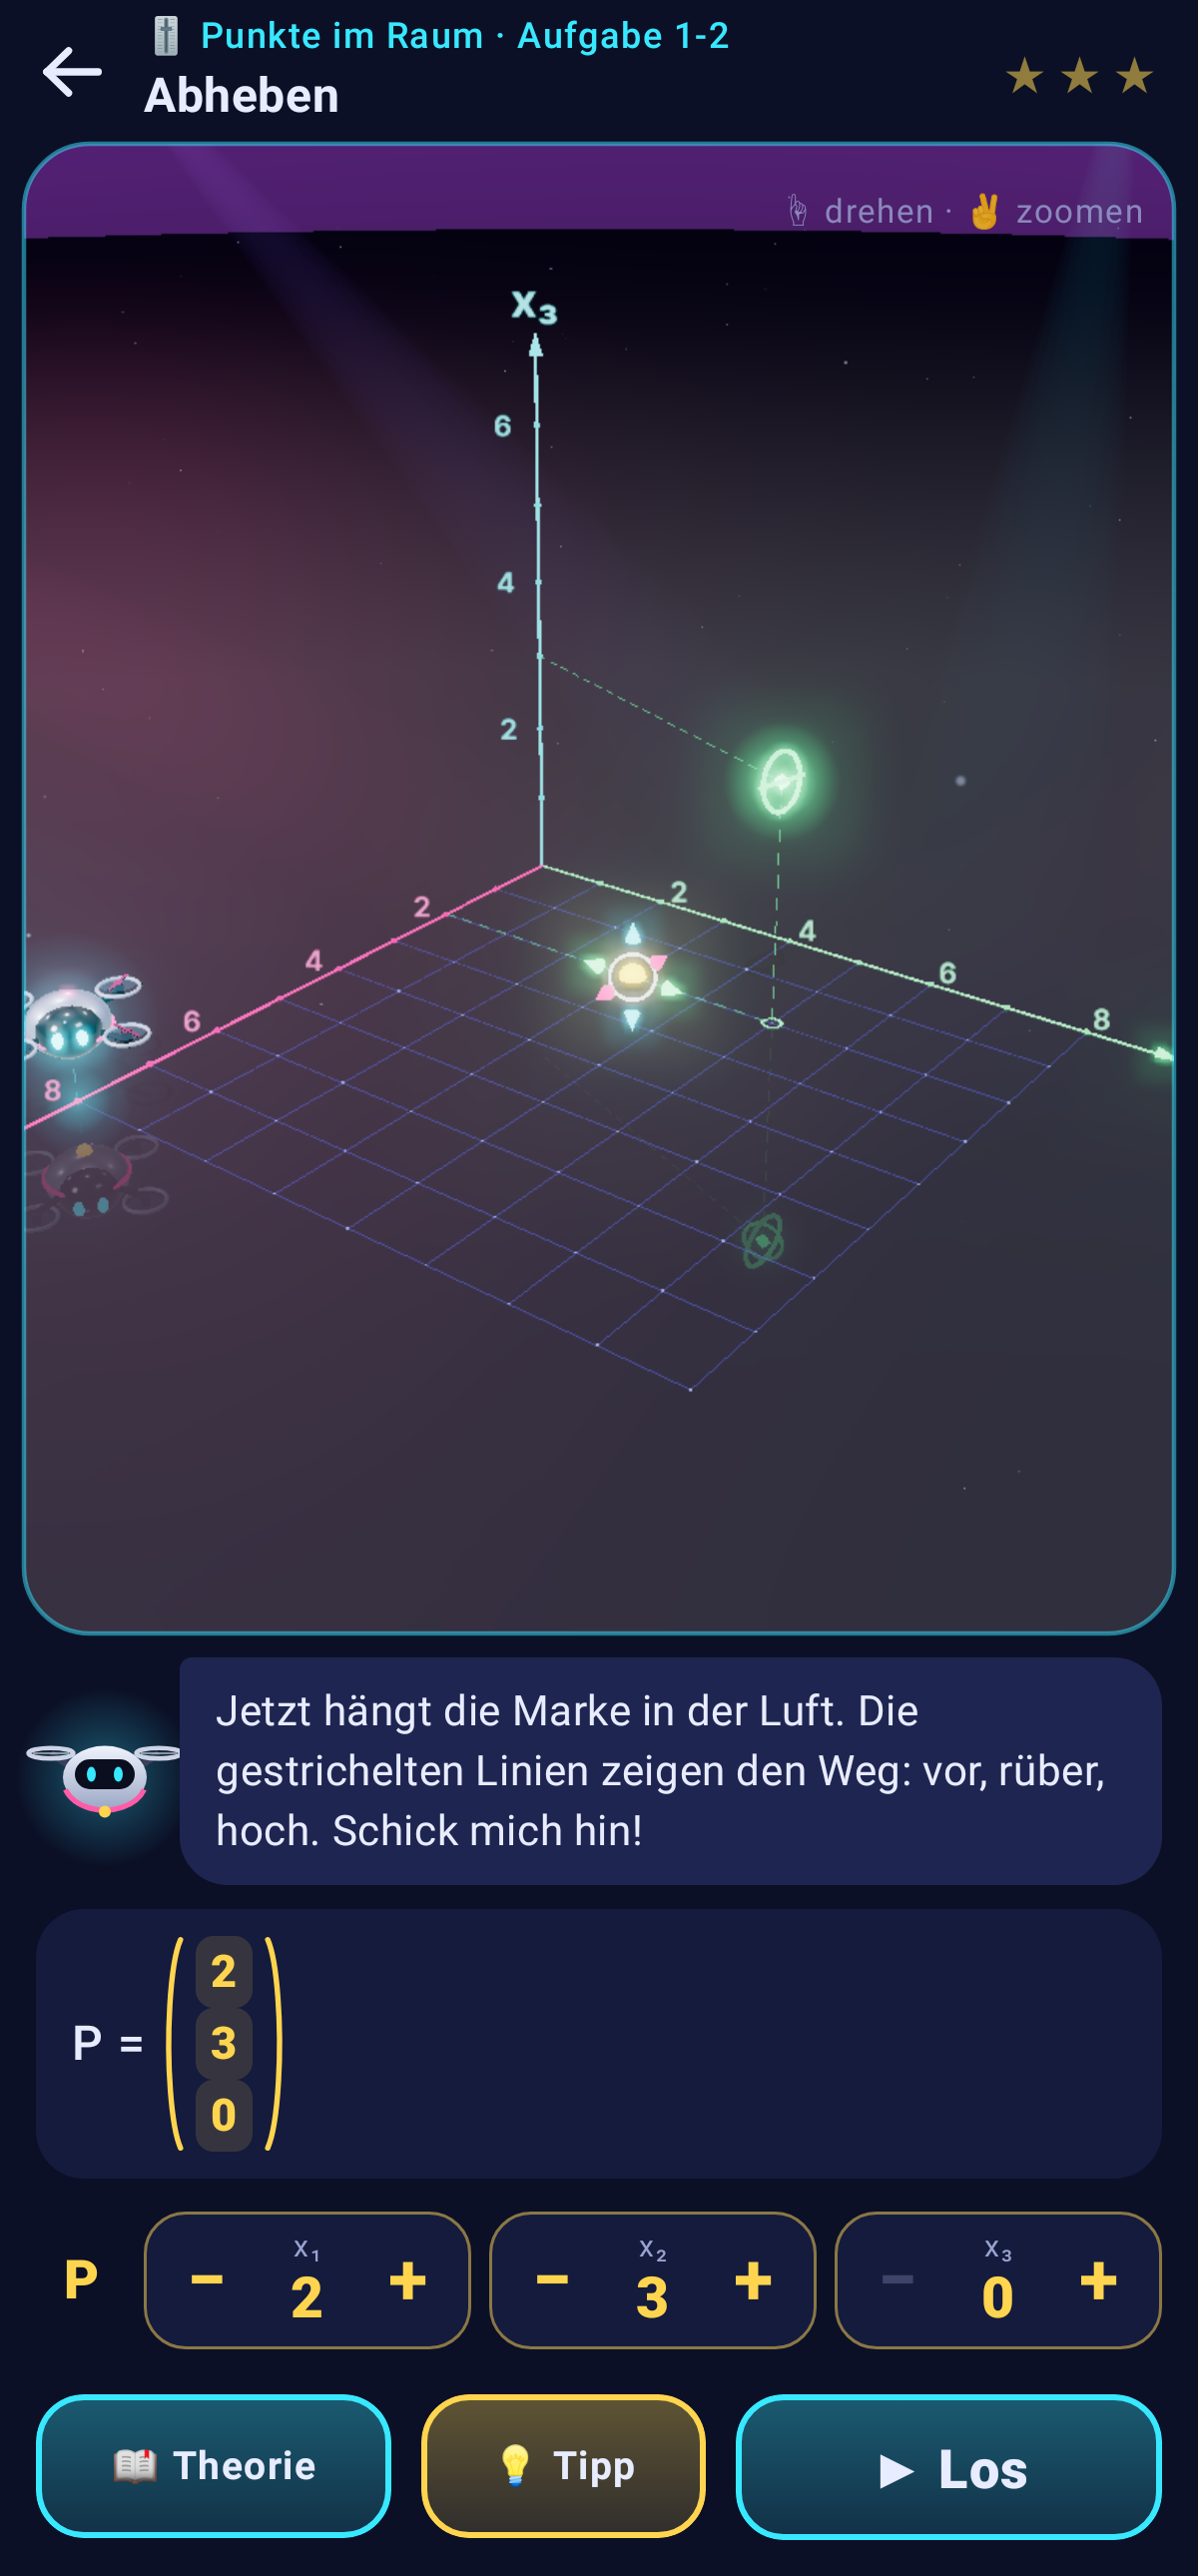 Punkte im Raum · Aufgabe 1-2
Abheben
drehen · zoomen
x₃
6
4
2
2
4
6
8
2
4
6
8
Jetzt hängt die Marke in der Luft. Die
gestrichelten Linien zeigen den Weg: vor, rüber,
hoch. Schick mich hin!
P = (2 3 0)
P
x₁
− 2 +
x₂
− 3 +
x₃
− 0 +
Theorie
Tipp
Los